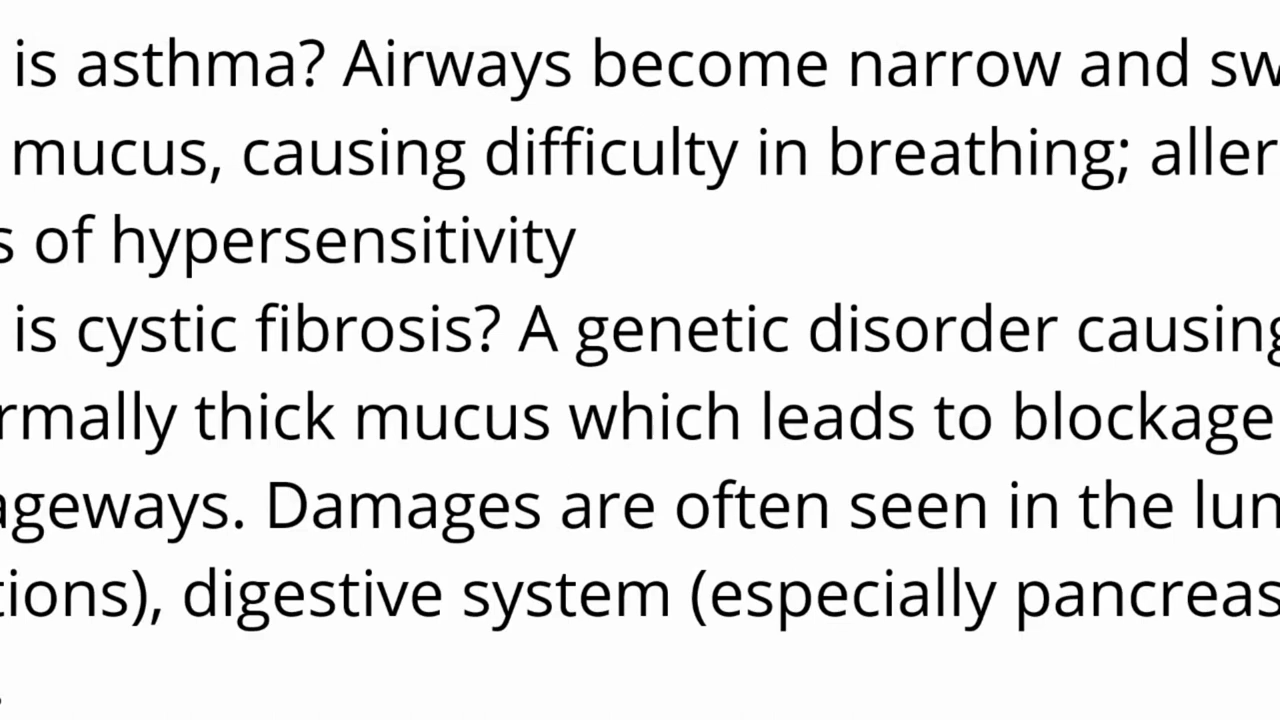 is asthma? Airways become narrow and sw
mucus, causing difficulty in breathing; aller
s of hypersensitivity
is cystic fibrosis? A genetic disorder causing
rmally thick mucus which leads to blockage
ageways. Damages are often seen in the lun
tions), digestive system (especially pancreas